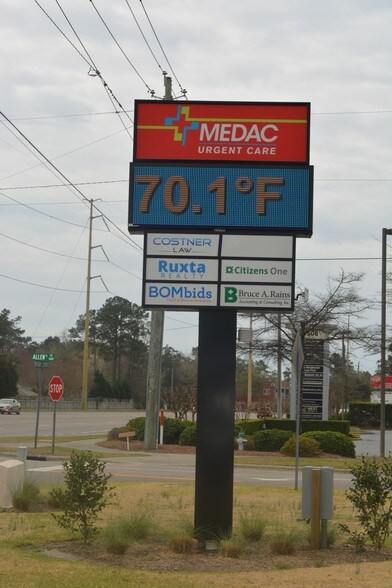 MEDAC
URGENT CARE
70.1°F
COSTNER
LAW
Ruxta
REALTY
Citizens One
BOMbids
Bruce A. Rains
Accounting & Consulting, Inc.
ALLEN
STOP